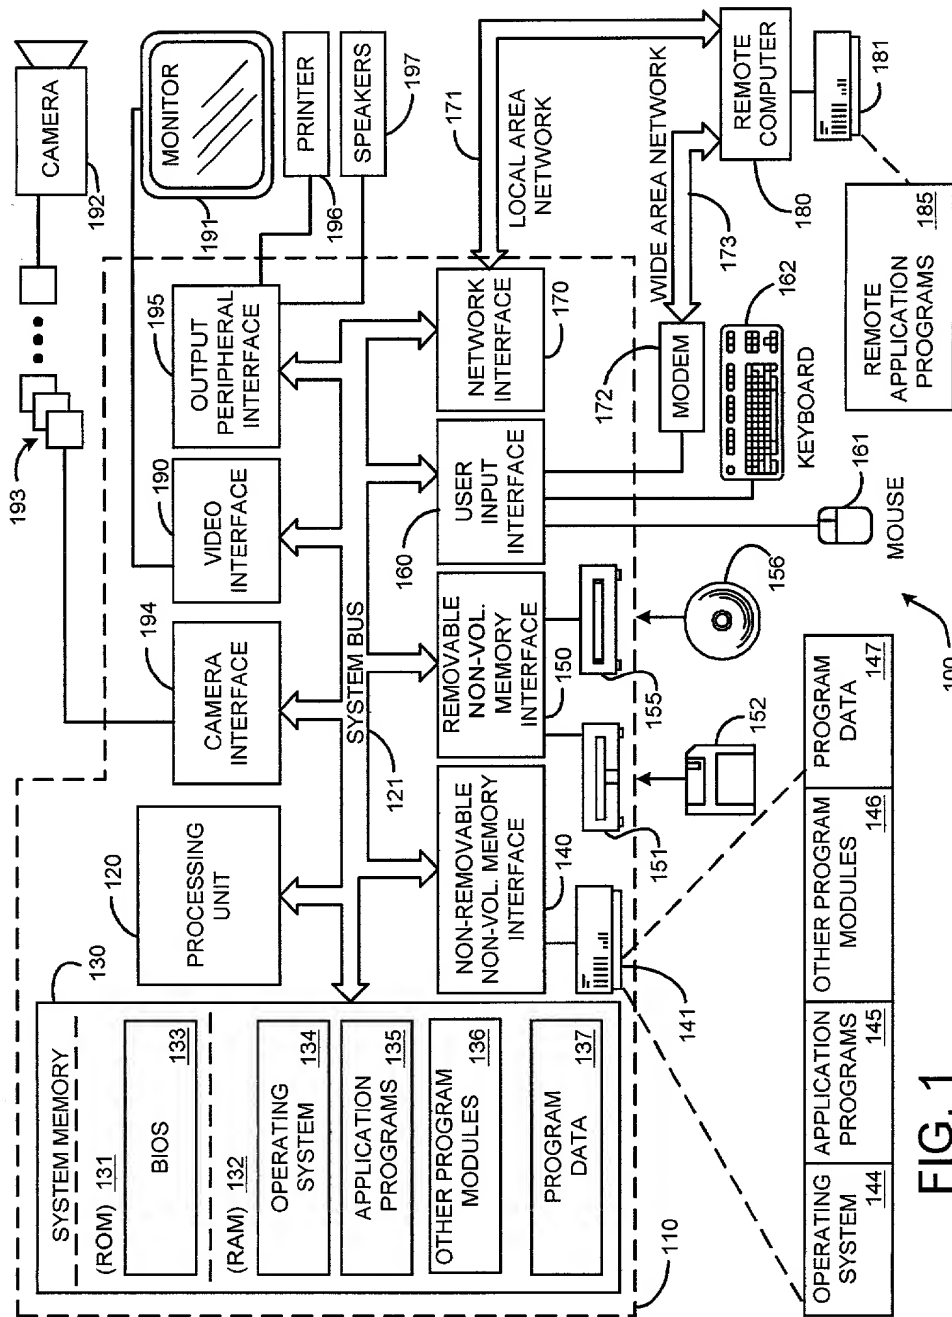 SYSTEM MEMORY
(ROM) 131
BIOS
133
(RAM) 132
OPERATING
SYSTEM
134
APPLICATION
PROGRAMS
135
OTHER PROGRAM
MODULES
136
PROGRAM
DATA
137
110
130
120
PROCESSING
UNIT
194
CAMERA
INTERFACE
190
VIDEO
INTERFACE
195
OUTPUT
PERIPHERAL
INTERFACE
193
CAMERA
192
MONITOR
191
PRINTER
196
SPEAKERS
197
SYSTEM BUS
121
NON-REMOVABLE
NON-VOL. MEMORY
INTERFACE
140
REMOVABLE
NON-VOL.
MEMORY
INTERFACE
150
160
USER
INPUT
INTERFACE
NETWORK
INTERFACE
170
171
LOCAL AREA
NETWORK
WIDE AREA NETWORK
173
172
MODEM
REMOTE
COMPUTER
180
181
141
151
152
155
156
MOUSE
161
KEYBOARD
162
REMOTE
APPLICATION
PROGRAMS
185
OPERATING
SYSTEM
144
APPLICATION
PROGRAMS
145
OTHER PROGRAM
MODULES
146
PROGRAM
DATA
147
100
FIG. 1